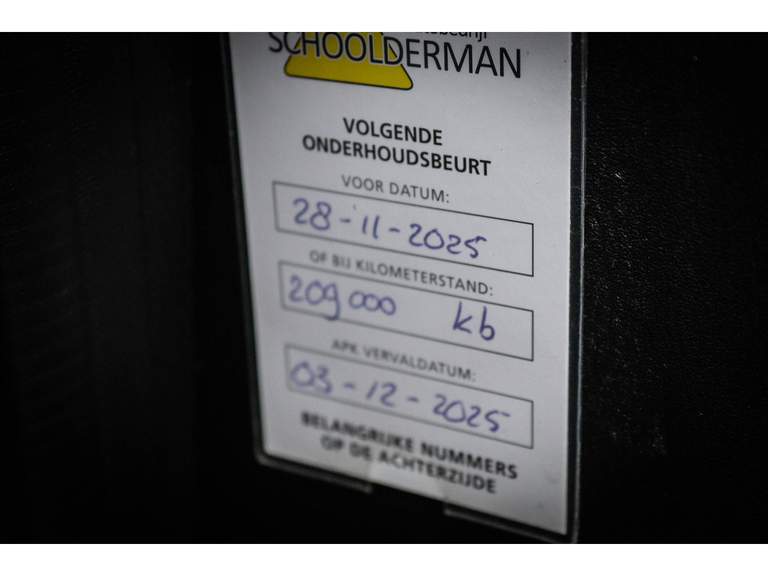 SCHOOLDERMAN
VOLGENDE
ONDERHOUDSBEURT
VOOR DATUM:
28-11-2025
OF BIJ KILOMETERSTAND:
209000 kb
APK VERVALDATUM:
03-12-2025
BELANGRIJKE NUMMERS
OP DE ACHTERZIJDE